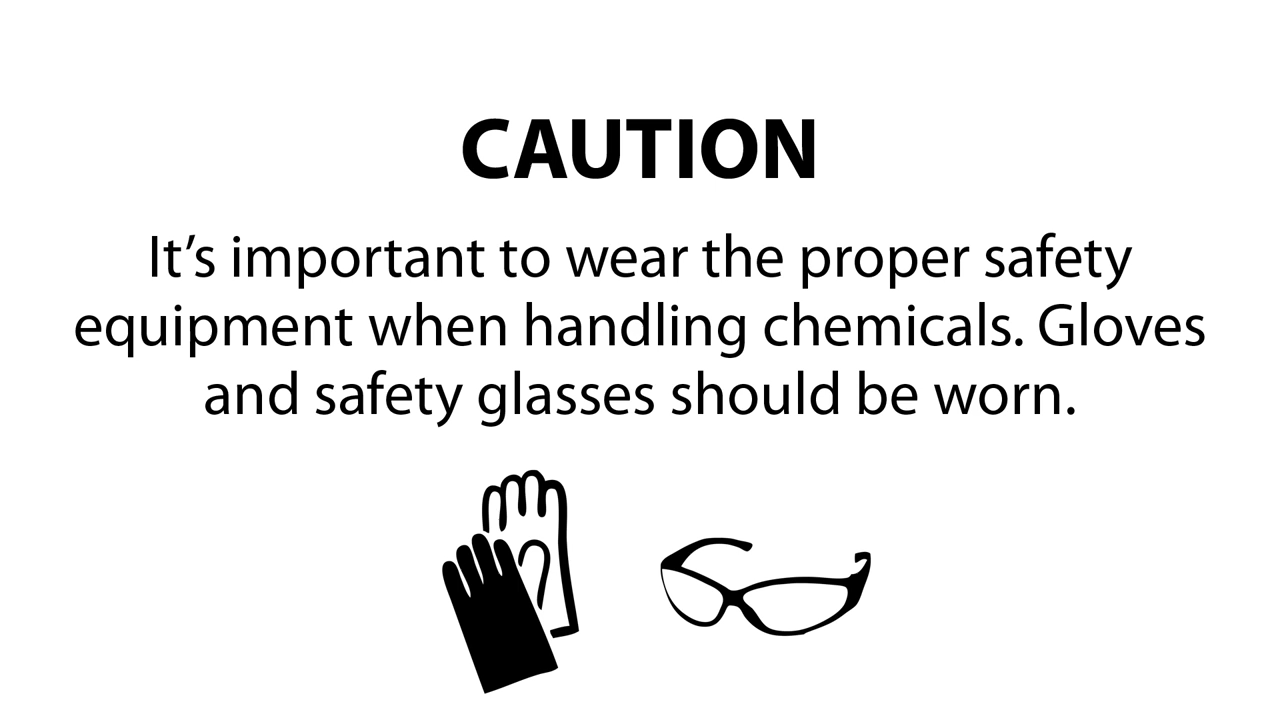 CAUTION
It’s important to wear the proper safety
equipment when handling chemicals. Gloves
and safety glasses should be worn.